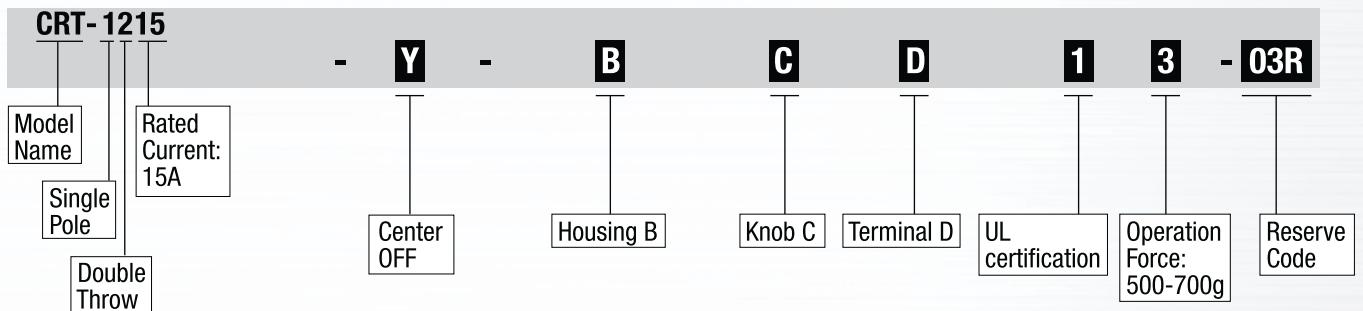 CRT-1215
- Y - B C D 1 3 - 03R
Model
Name
Single
Pole
Double
Throw
Rated
Current:
15A
Center
OFF
Housing B
Knob C
Terminal D
UL
certification
Operation
Force:
500-700g
Reserve
Code